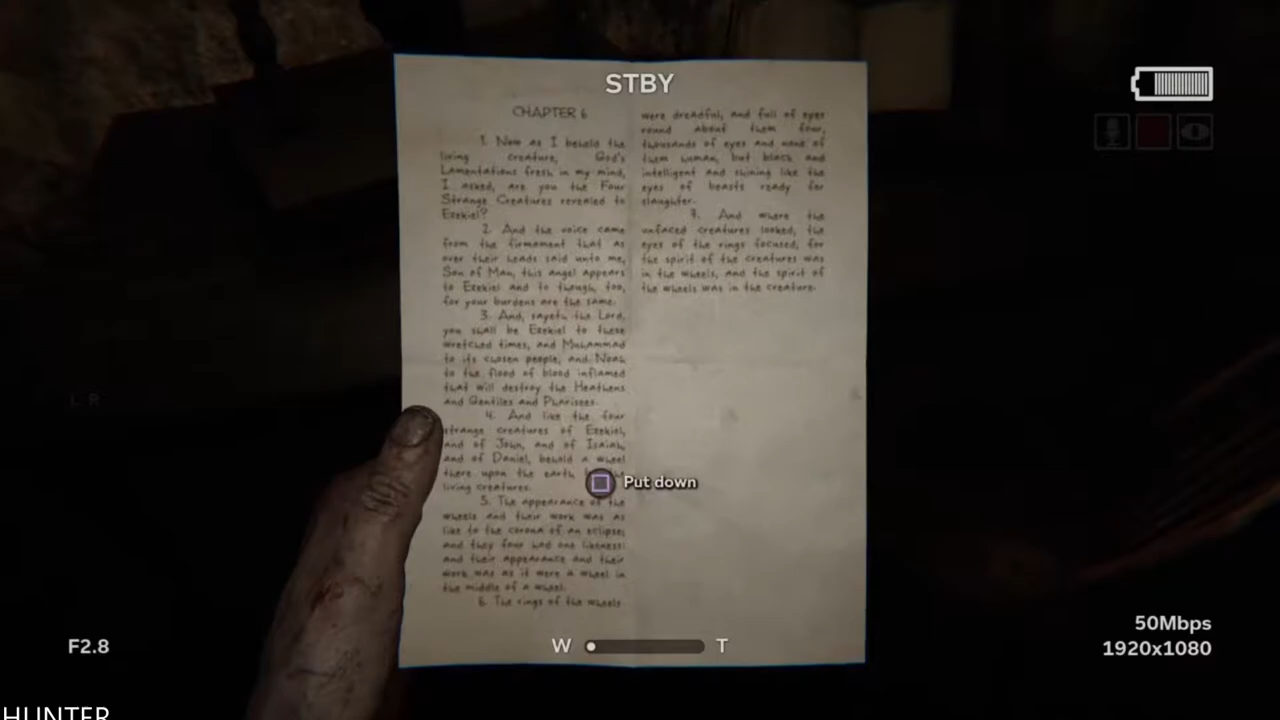 STBY
CHAPTER 6
1. Now as I beheld the
living creature, God's
Lamentations fresh in my mind,
I asked, are you the Four
Strange Creatures revealed to
Ezekiel?
2. And the voice came
from the firmament that as
over their heads said unto me,
Son of Man, this angel appears
to Ezekiel and to though, too,
for your burdens are the same.
3. And, sayeth the Lord,
you shall be Ezekiel to these
wretched times, and Muhammad
to its chosen people, and Noah
to the flood of blood inflamed
that will destroy the Heathens
and Gentiles and Pharisees.
4. And like the four
strange creatures of Ezekiel,
and of John, and of Isaiah,
and of Daniel, behold a wheel
there upon the earth
living creatures.
5. The appearance of the
wheels and their work was as
like to the corona of an eclipse;
and they four had one likeness:
and their appearance and their
work was as it were a wheel in
the middle of a wheel.
6. The rings of the wheels
were dreadful, and full of eyes
round about them four,
thousands of eyes and none of
them human, but black and
intelligent and shining like the
eyes of beasts ready for
slaughter.
7. And where the
unfaced creatures looked, the
eyes of the rings focused, for
the spirit of the creatures was
in the wheels, and the spirit of
the wheels was in the creature.
Put down
L R
F2.8
W T
50Mbps
1920x1080
HUNTER